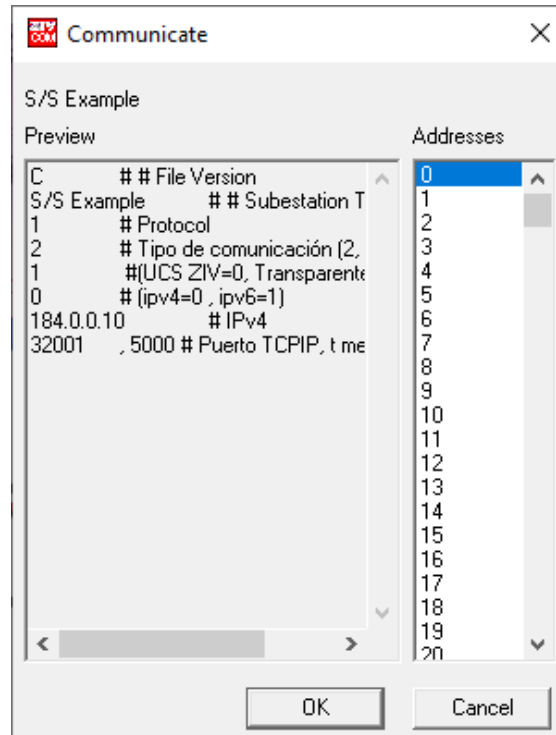 ZIV COM Communicate
S/S Example
Preview
Addresses
C # # File Version
S/S Example # # Subestation T
1 # Protocol
2 # Tipo de comunicación (2,
1 #(UCS ZIV=0, Transparente
0 # (ipv4=0 , ipv6=1)
184.0.0.10 # IPv4
32001 , 5000 # Puerto TCPIP, t me
0
1
2
3
4
5
6
7
8
9
10
11
12
13
14
15
16
17
18
19
20
OK
Cancel